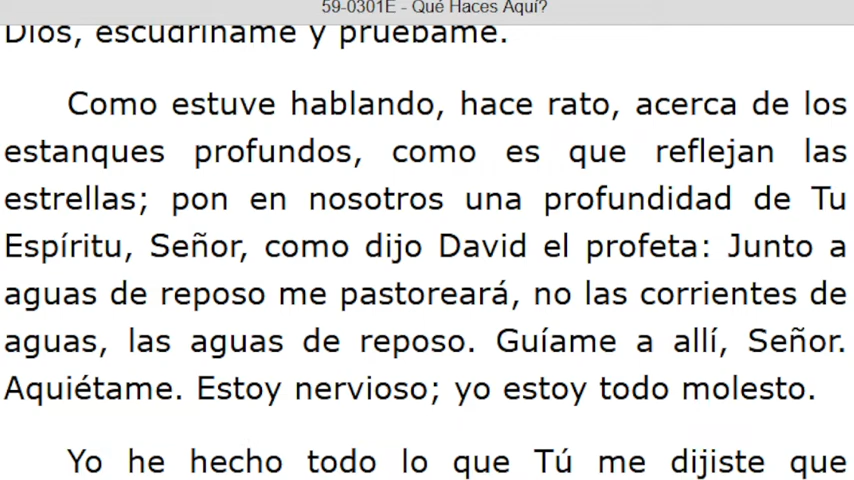 59-0301E - Qué Haces Aquí?
Dios, escudríñame y pruébame.
Como estuve hablando, hace rato, acerca de los
estanques profundos, como es que reflejan las
estrellas; pon en nosotros una profundidad de Tu
Espíritu, Señor, como dijo David el profeta: Junto a
aguas de reposo me pastoreará, no las corrientes de
aguas, las aguas de reposo. Guíame a allí, Señor.
Aquiétame. Estoy nervioso; yo estoy todo molesto.
Yo he hecho todo lo que Tú me dijiste que